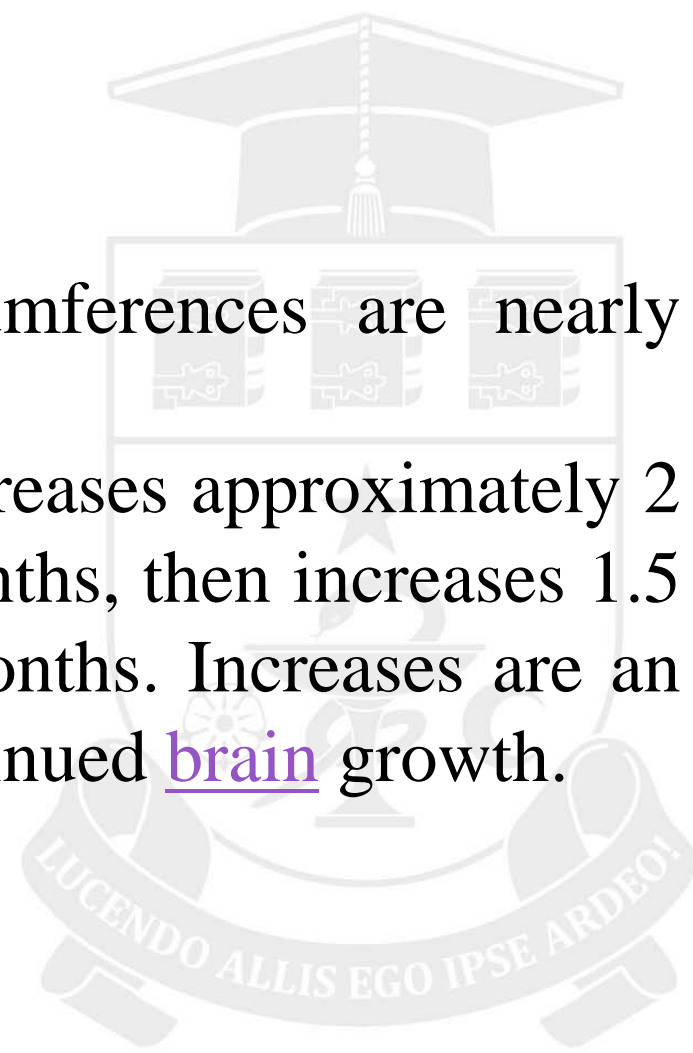 umferences are nearly
reases approximately 2
nths, then increases 1.5
onths. Increases are an
nued brain growth.
LUCENDO ALLIS EGO IPSE ARDEO!